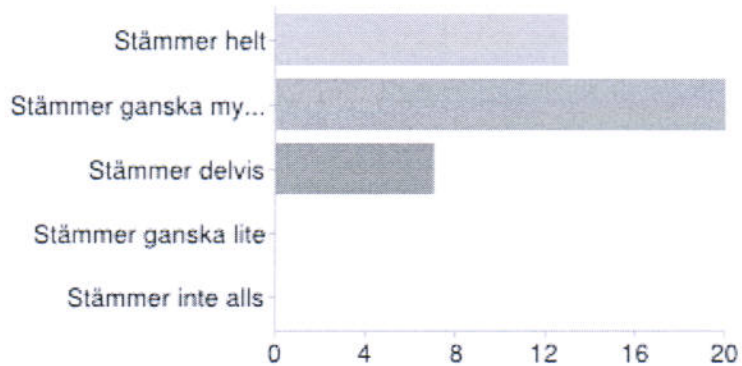 Stämmer helt
Stämmer ganska my...
Stämmer delvis
Stämmer ganska lite
Stämmer inte alls
0 4 8 12 16 20